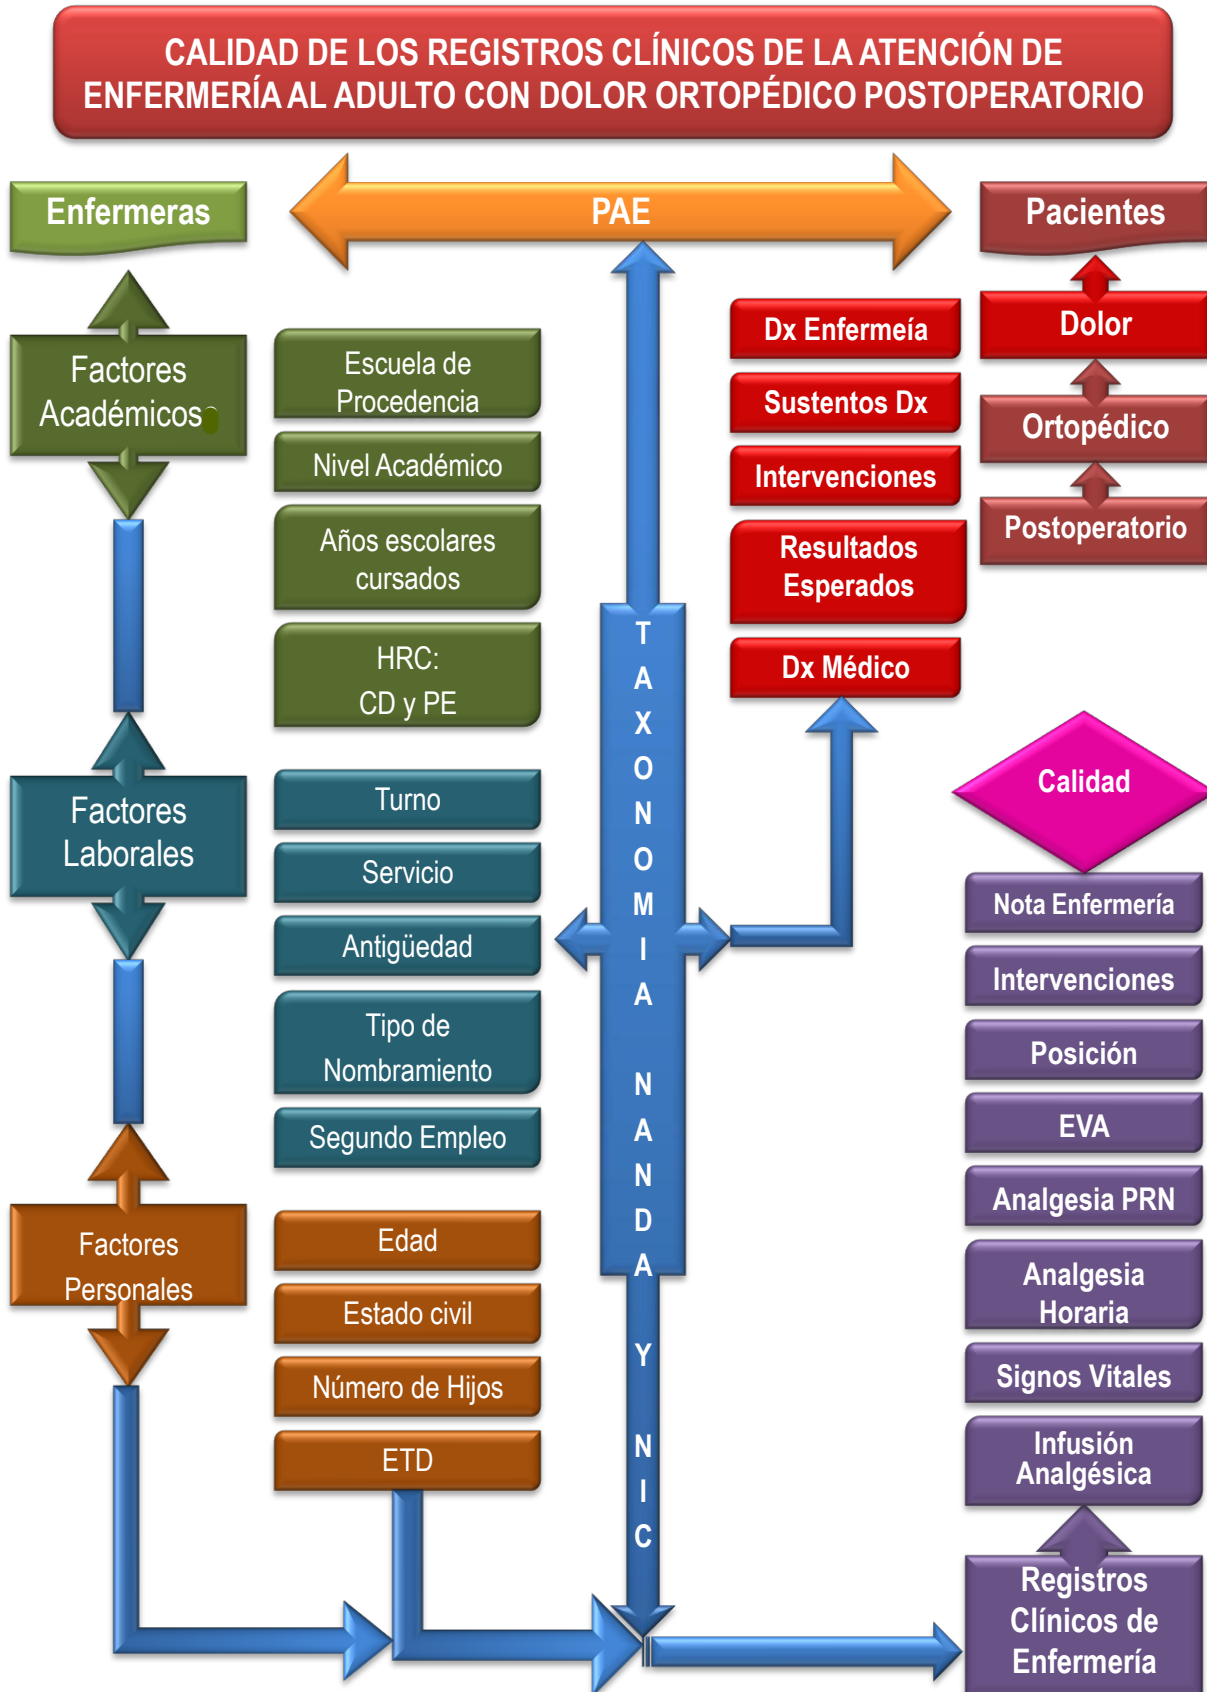 CALIDAD DE LOS REGISTROS CLÍNICOS DE LA ATENCIÓN DE
ENFERMERÍA AL ADULTO CON DOLOR ORTOPÉDICO POSTOPERATORIO
Enfermeras
PAE
Pacientes
Factores
Académicos
Escuela de
Procedencia
Nivel Académico
Años escolares
cursados
HRC:
CD y PE
Factores
Laborales
Turno
Servicio
Antigüedad
Tipo de
Nombramiento
Segundo Empleo
Factores
Personales
Edad
Estado civil
Número de Hijos
ETD
TAXONOMIA NANDA Y NIC
Dx Enfermeía
Sustentos Dx
Intervenciones
Resultados
Esperados
Dx Médico
Dolor
Ortopédico
Postoperatorio
Calidad
Nota Enfermería
Intervenciones
Posición
EVA
Analgesia PRN
Analgesia
Horaria
Signos Vitales
Infusión
Analgésica
Registros
Clínicos de
Enfermería